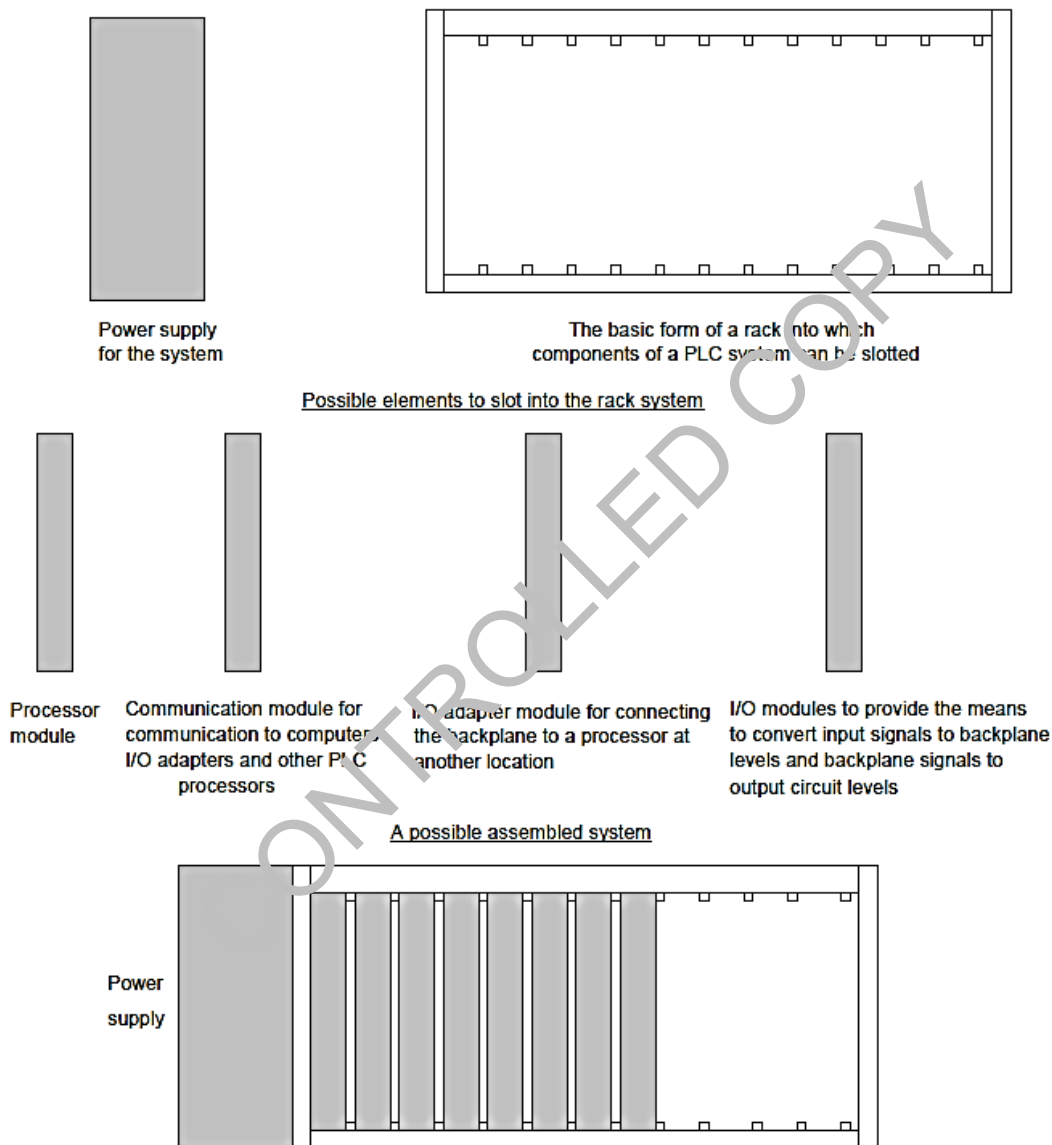 Power supply
for the system
The basic form of a rack into which
components of a PLC system can be slotted
Possible elements to slot into the rack system
Processor
module
Communication module for
communication to computers
I/O adapters and other PLC
processors
I/O adapter module for connecting
the backplane to a processor at
another location
I/O modules to provide the means
to convert input signals to backplane
levels and backplane signals to
output circuit levels
A possible assembled system
Power
supply
ONTROLLED COPY